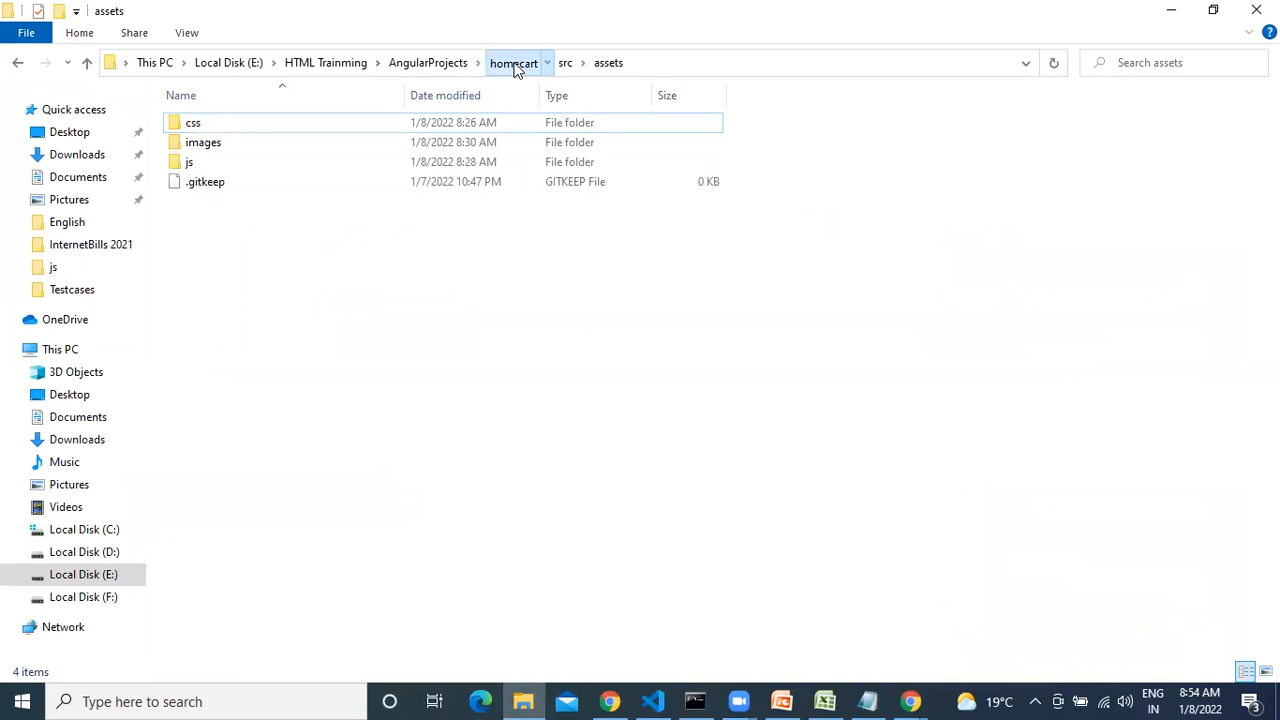 assets
File Home Share View
This PC Local Disk (E:) HTML Trainming AngularProjects homecart src assets Search assets
Name Date modified Type Size
Quick access
Desktop
Downloads
Documents
Pictures
English
InternetBills 2021
js
Testcases
OneDrive
This PC
3D Objects
Desktop
Documents
Downloads
Music
Pictures
Videos
Local Disk (C:)
Local Disk (D:)
Local Disk (E:)
Local Disk (F:)
Network
css 1/8/2022 8:26 AM File folder
images 1/8/2022 8:30 AM File folder
js 1/8/2022 8:28 AM File folder
.gitkeep 1/7/2022 10:47 PM GITKEEP File 0 KB
4 items
Type here to search
19°C
ENG
IN
8:54 AM
1/8/2022
3